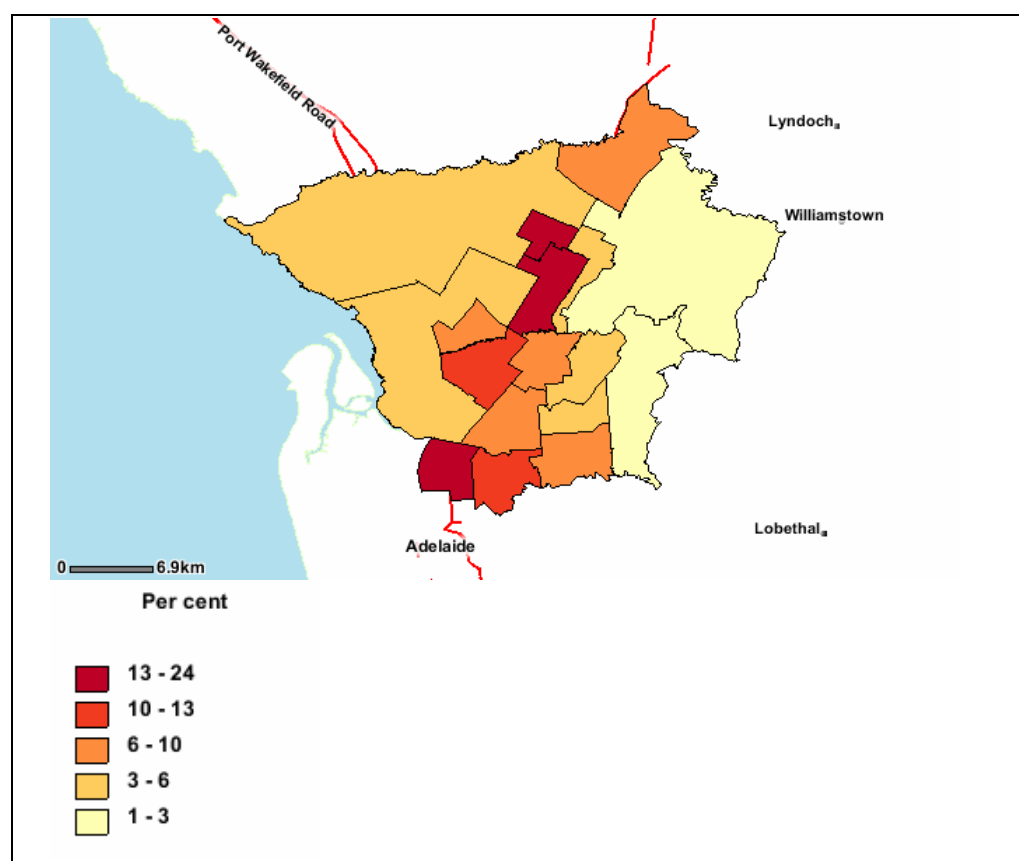 Port Wakefield Road
Lyndoch
Williamstown
Lobethal
Adelaide
0 6.9km
Per cent
13 - 24
10 - 13
6 - 10
3 - 6
1 - 3